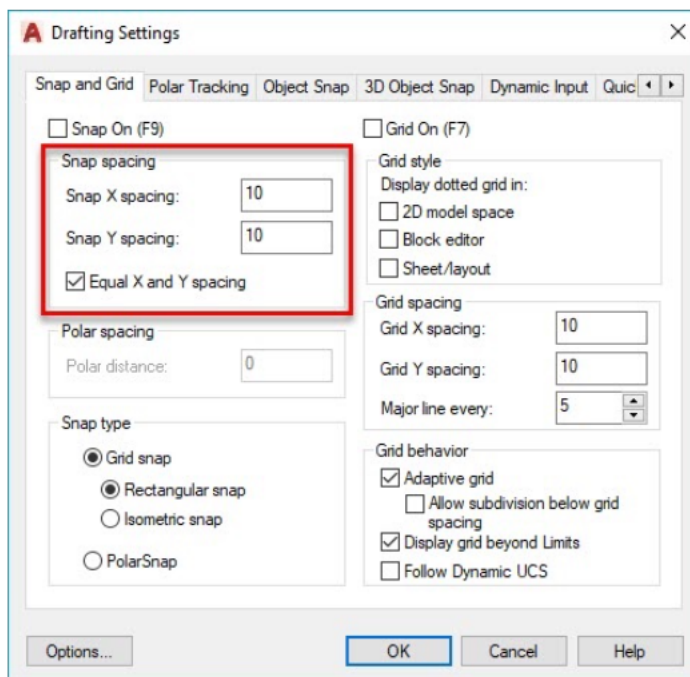 Drafting Settings
Snap and Grid
Polar Tracking
Object Snap
3D Object Snap
Dynamic Input
Quic
Snap On (F9)
Snap spacing
Snap X spacing: 10
Snap Y spacing: 10
Equal X and Y spacing
Polar spacing
Polar distance: 0
Snap type
Grid snap
Rectangular snap
Isometric snap
PolarSnap
Grid On (F7)
Grid style
Display dotted grid in:
2D model space
Block editor
Sheet/layout
Grid spacing
Grid X spacing: 10
Grid Y spacing: 10
Major line every: 5
Grid behavior
Adaptive grid
Allow subdivision below grid
spacing
Display grid beyond Limits
Follow Dynamic UCS
Options...
OK
Cancel
Help